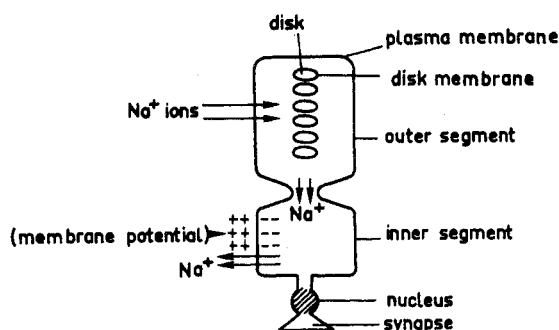 disk
plasma membrane
disk membrane
Na⁺ ions
outer segment
Na⁺
++ --
(membrane potential) ++ --
++ --
inner segment
Na⁺
nucleus
synapse